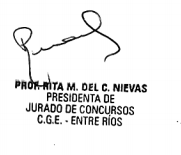 PROF. RITA M. DEL C. NIEVAS
PRESIDENTA DE
JURADO DE CONCURSOS
C.G.E. - ENTRE RÍOS